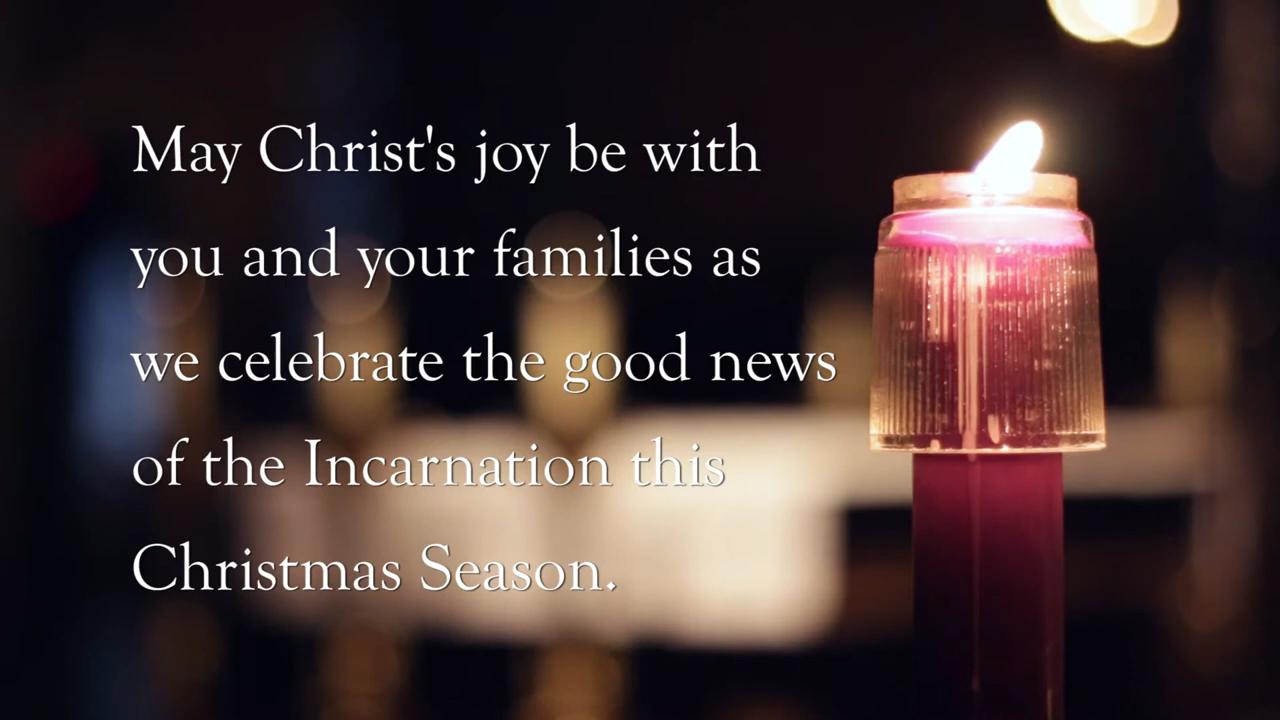 May Christ's joy be with
you and your families as
we celebrate the good news
of the Incarnation this
Christmas Season.